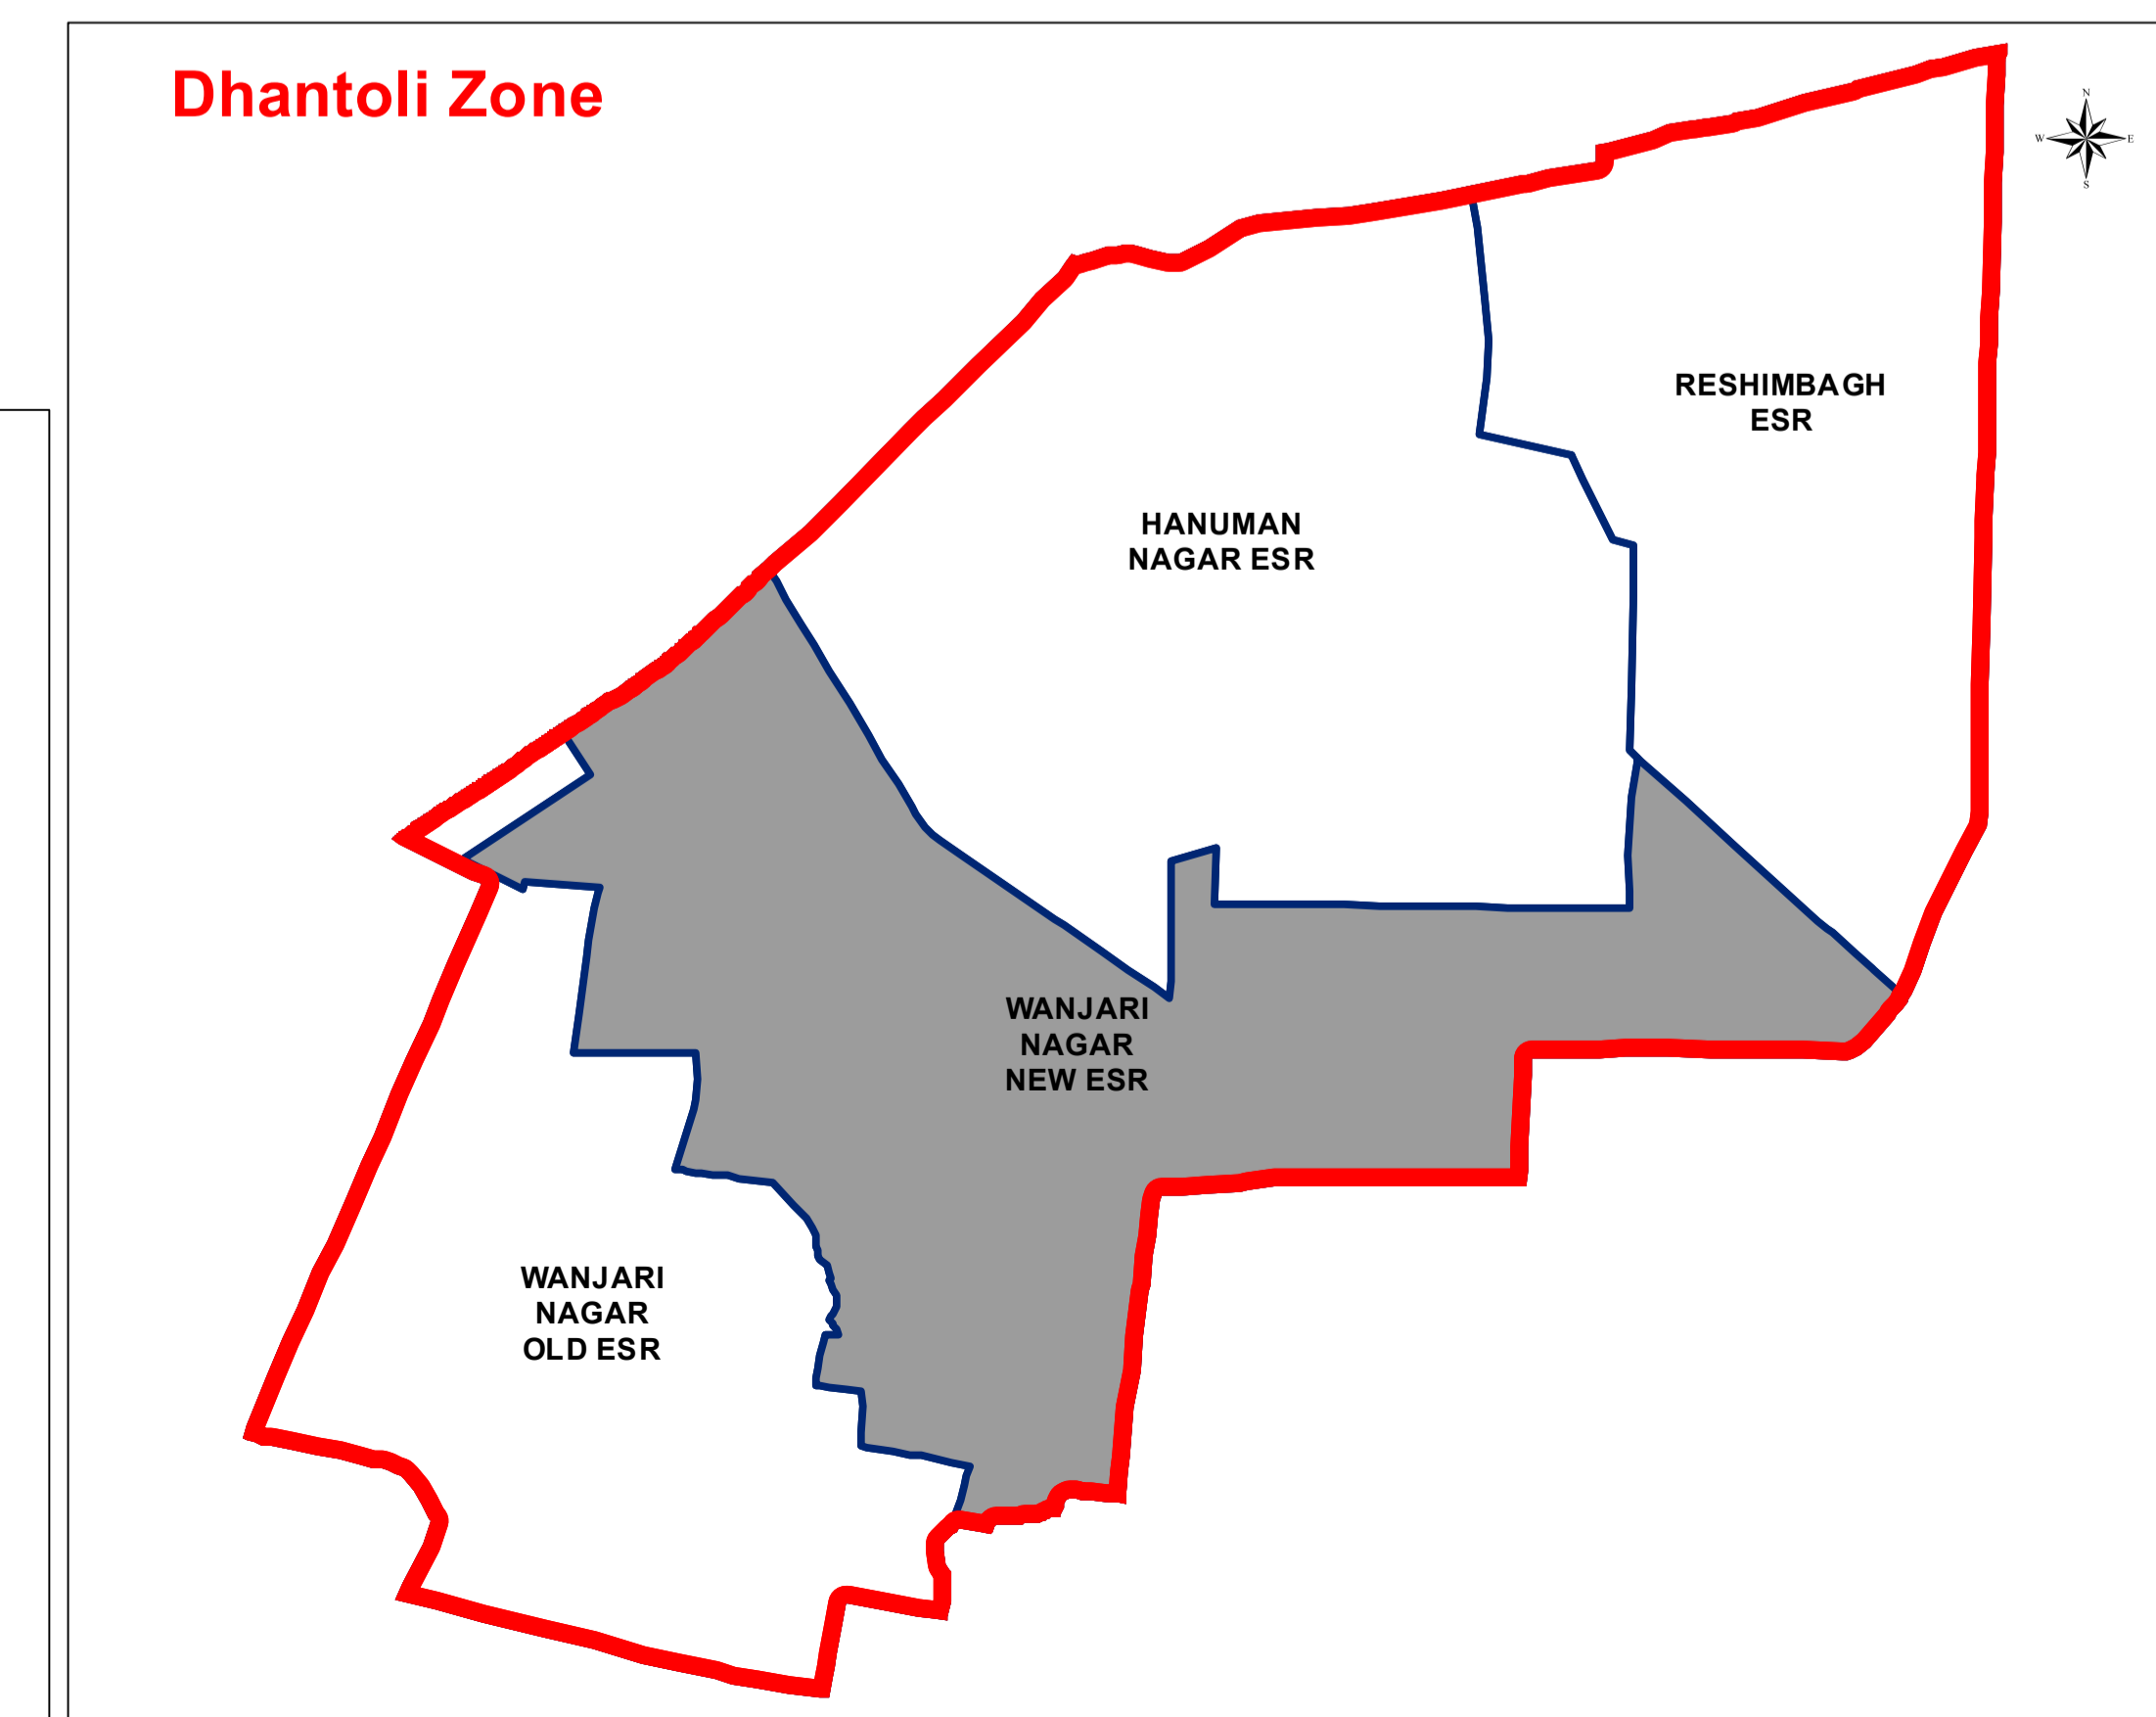 Dhantoli Zone
N
W
E
S
RESHIMBAGH
ESR
HANUMAN
NAGAR ESR
WANJARI
NAGAR
NEW ESR
WANJARI
NAGAR
OLD ESR